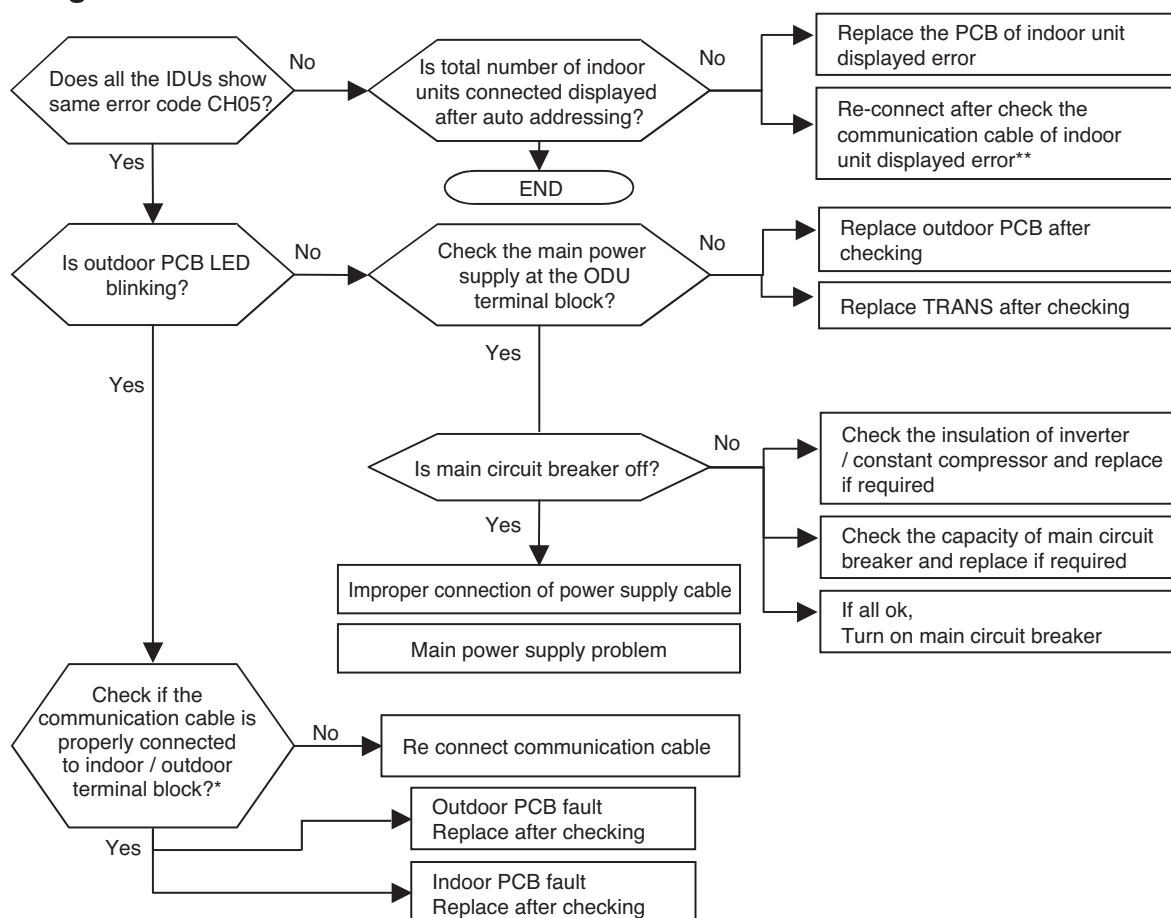 Does all the IDUs show
same error code CH05?
No
Is total number of indoor
units connected displayed
after auto addressing?
No
Replace the PCB of indoor unit
displayed error
Re-connect after check the
communication cable of indoor
unit displayed error**
Yes
END
Is outdoor PCB LED
blinking?
No
Check the main power
supply at the ODU
terminal block?
No
Replace outdoor PCB after
checking
Replace TRANS after checking
Yes
Yes
Is main circuit breaker off?
No
Check the insulation of inverter
/ constant compressor and replace
if required
Check the capacity of main circuit
breaker and replace if required
If all ok,
Turn on main circuit breaker
Yes
Improper connection of power supply cable
Main power supply problem
Check if the
communication cable is
properly connected
to indoor / outdoor
terminal block?*
No
Re connect communication cable
Yes
Outdoor PCB fault
Replace after checking
Indoor PCB fault
Replace after checking